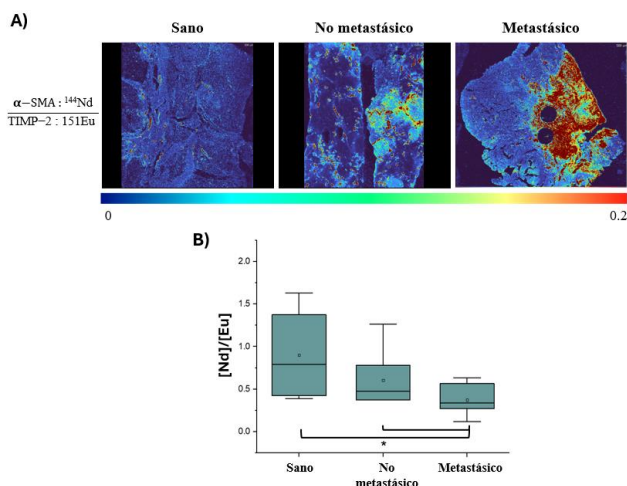 A)
Sano No metastásico Metastásico
α−SMA : ¹⁴⁴Nd
TIMP−2 : 151Eu
0 0.2
B)
[Nd]/[Eu]
2.0
1.5
1.0
0.5
0.0
*
Sano No metastásico Metastásico